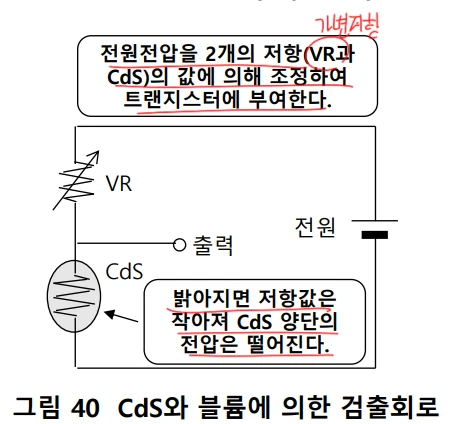 가변저항
전원전압을 2개의 저항(VR과
CdS)의 값에 의해 조정하여
트랜지스터에 부여한다.
VR
전원
출력
CdS
밝아지면 저항값은
작아져 CdS 양단의
전압은 떨어진다.
그림 40 CdS와 블륨에 의한 검출회로